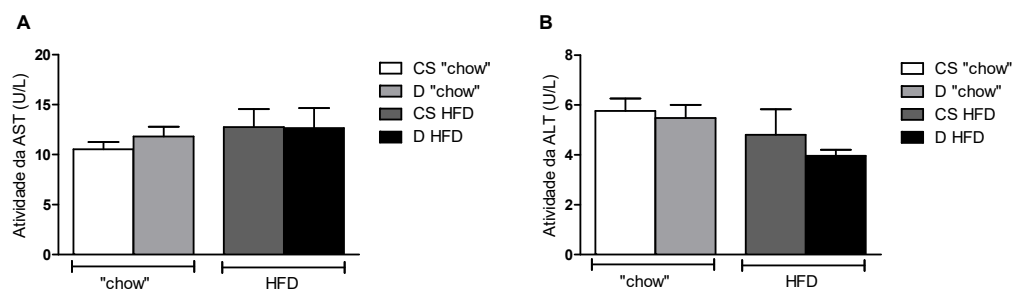 A
Atividade da AST (U/L)
20
15
10
5
0
"chow"
HFD
CS "chow"
D "chow"
CS HFD
D HFD
B
Atividade da ALT (U/L)
8
6
4
2
0
"chow"
HFD
CS "chow"
D "chow"
CS HFD
D HFD